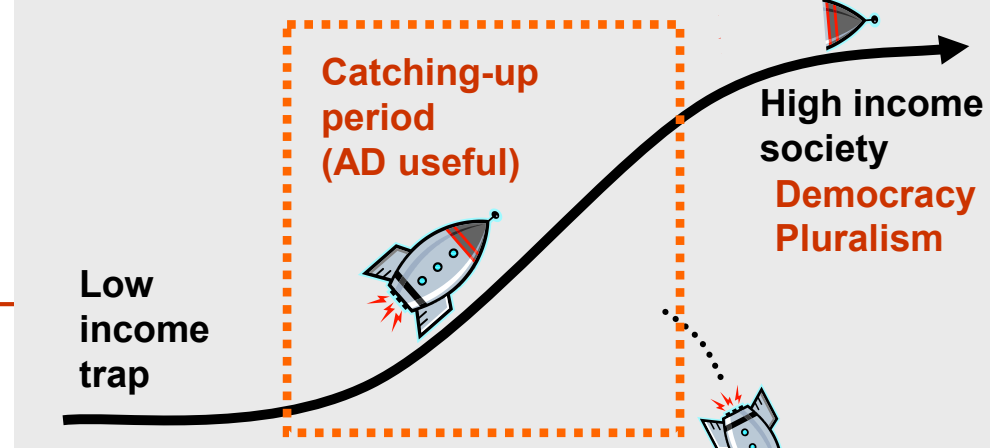 Catching-up
period
(AD useful)
High income
society
Democracy
Pluralism
Low
income
trap